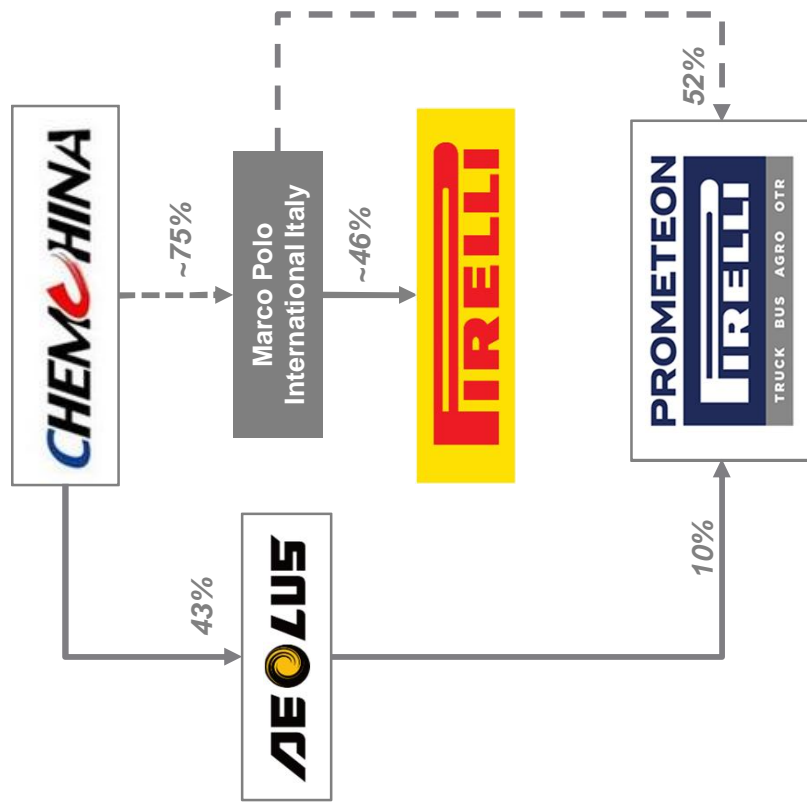 CHEMCHINA
~75%
Marco Polo
International Italy
~46%
PIRELLI
43%
AEOLUS
10%
52%
PROMETEON
PIRELLI
TRUCK BUS AGRO OTR